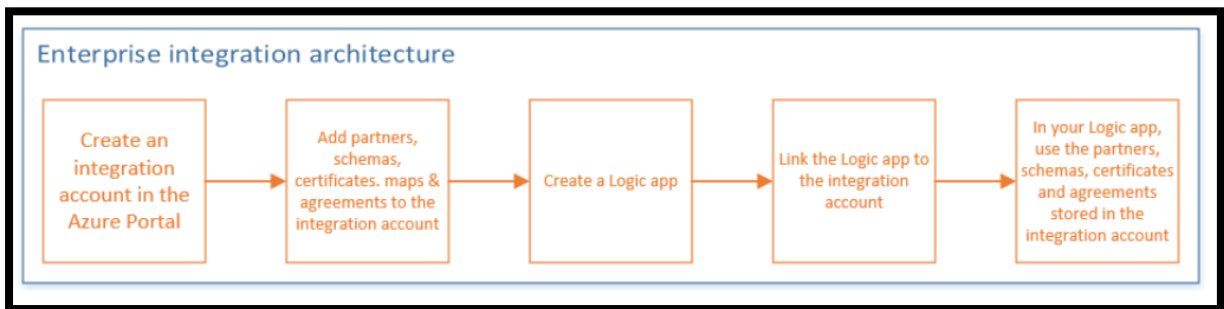 Enterprise integration architecture
Create an
integration
account in the
Azure Portal
Add partners,
schemas,
certificates. maps &
agreements to the
integration account
Create a Logic app
Link the Logic app to
the integration
account
In your Logic app,
use the partners,
schemas, certificates
and agreements
stored in the
integration account